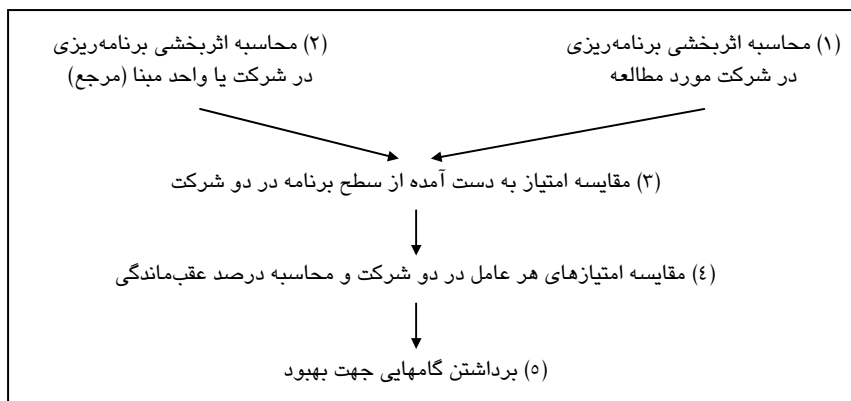 (۱) محاسبه اثربخشی برنامه‌ریزی
در شرکت مورد مطالعه
(۲) محاسبه اثربخشی برنامه‌ریزی
در شرکت یا واحد مبنا (مرجع)
(۳) مقایسه امتیاز به دست آمده از سطح برنامه در دو شرکت
(٤) مقایسه امتیازهای هر عامل در دو شرکت و محاسبه درصد عقب‌ماندگی
(٥) برداشتن گامهایی جهت بهبود